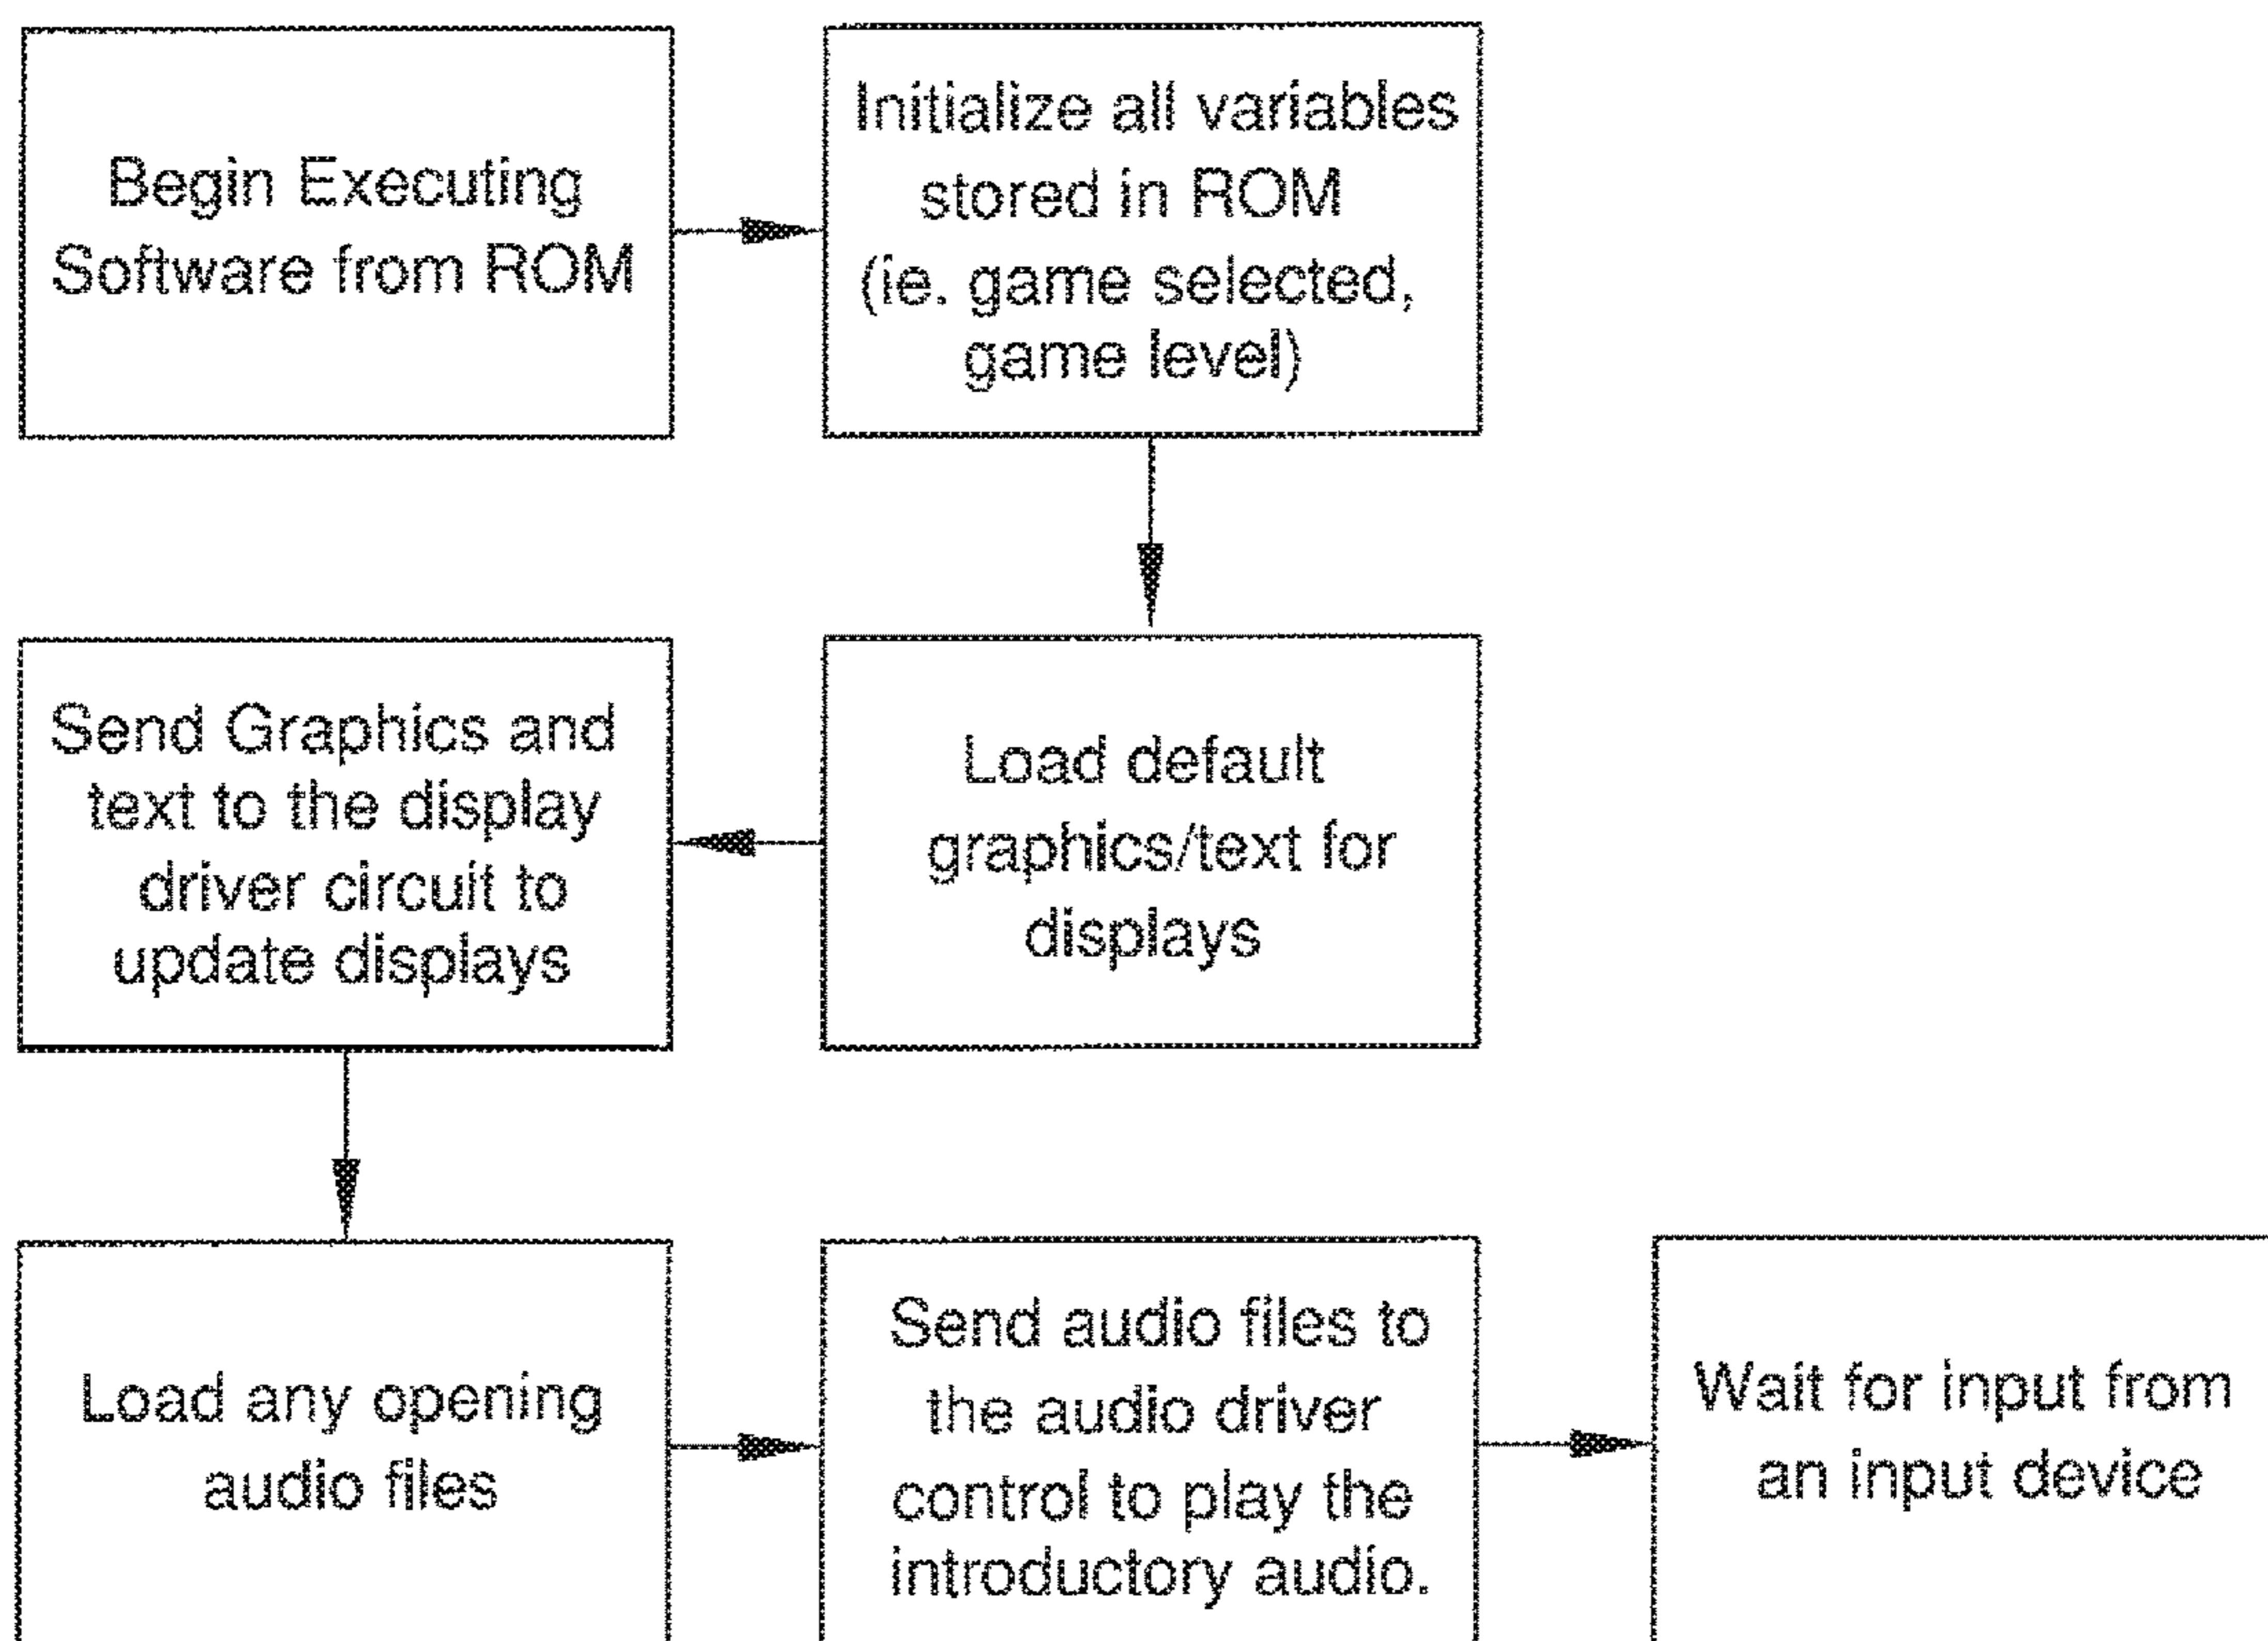 Begin Executing
Software from ROM
Initialize all variables
stored in ROM
(ie. game selected,
game level)
Load default
graphics/text for
displays
Send Graphics and
text to the display
driver circuit to
update displays
Load any opening
audio files
Send audio files to
the audio driver
control to play the
introductory audio.
Wait for input from
an input device